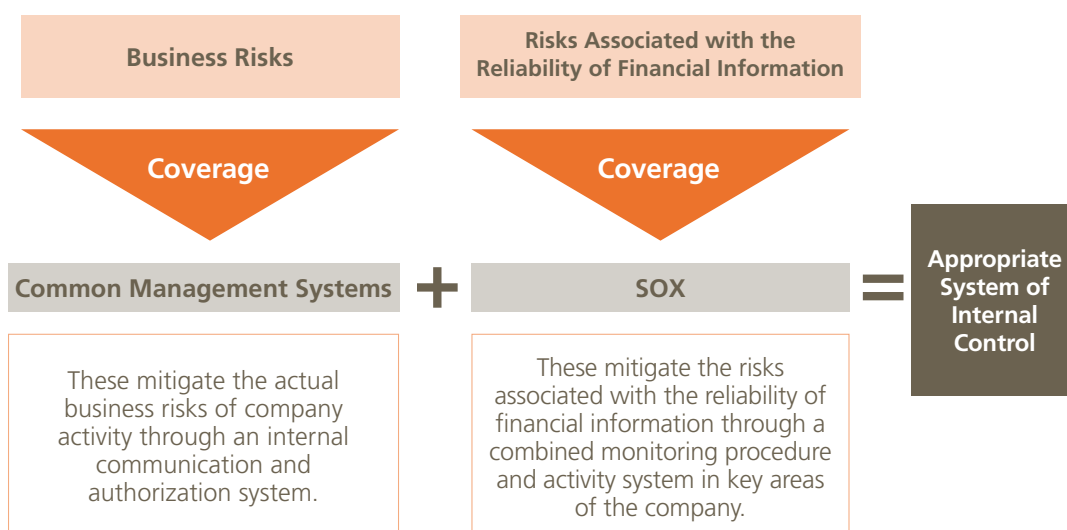 Business Risks
Risks Associated with the
Reliability of Financial Information
Coverage
Coverage
Common Management Systems
+
SOX
=
Appropriate
System of
Internal
Control
These mitigate the actual
business risks of company
activity through an internal
communication and
authorization system.
These mitigate the risks
associated with the reliability of
financial information through a
combined monitoring procedure
and activity system in key areas
of the company.